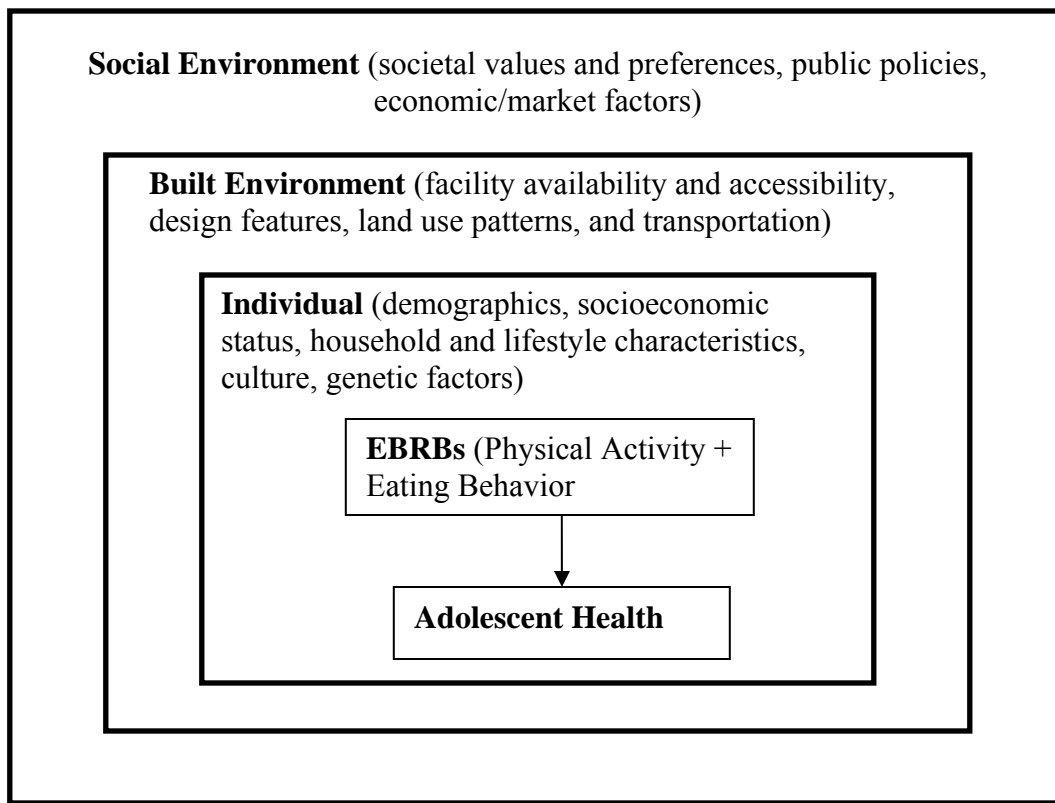 Social Environment (societal values and preferences, public policies,
economic/market factors)
Built Environment (facility availability and accessibility,
design features, land use patterns, and transportation)
Individual (demographics, socioeconomic
status, household and lifestyle characteristics,
culture, genetic factors)
EBRBs (Physical Activity +
Eating Behavior
Adolescent Health